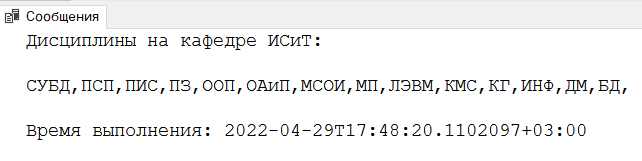 Сообщения
Дисциплины на кафедре ИСиТ:
СУБД,ПСП,ПИС,ПЗ,ООП,ОАиП,МСОИ,МП,ЛЭВМ,КМС,КГ,ИНФ,ДМ,БД,
Время выполнения: 2022-04-29T17:48:20.1102097+03:00